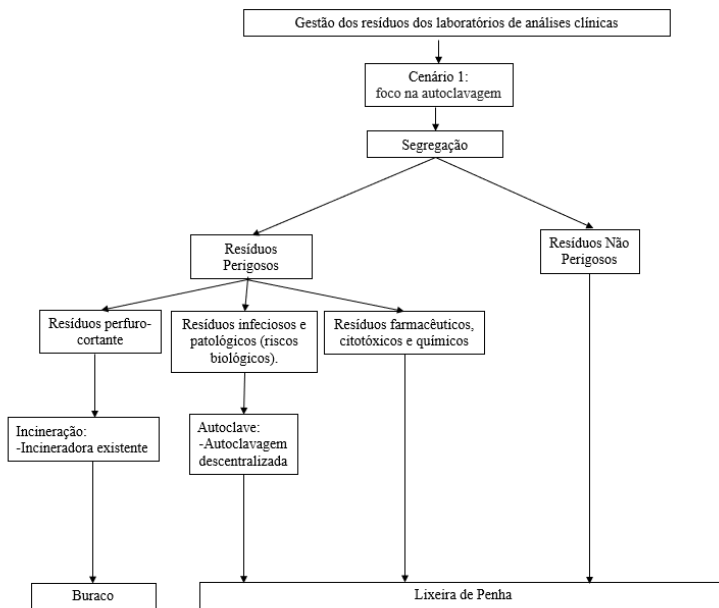 Gestão dos resíduos dos laboratórios de análises clínicas
Cenário 1:
foco na autoclavagem
Segregação
Resíduos
Perigosos
Resíduos Não
Perigosos
Resíduos perfuro-
cortante
Resíduos infeciosos e
patológicos (riscos
biológicos).
Resíduos farmacêuticos,
citotóxicos e químicos
Incineração:
-Incineradora existente
Autoclave:
-Autoclavagem
descentralizada
Buraco
Lixeira de Penha